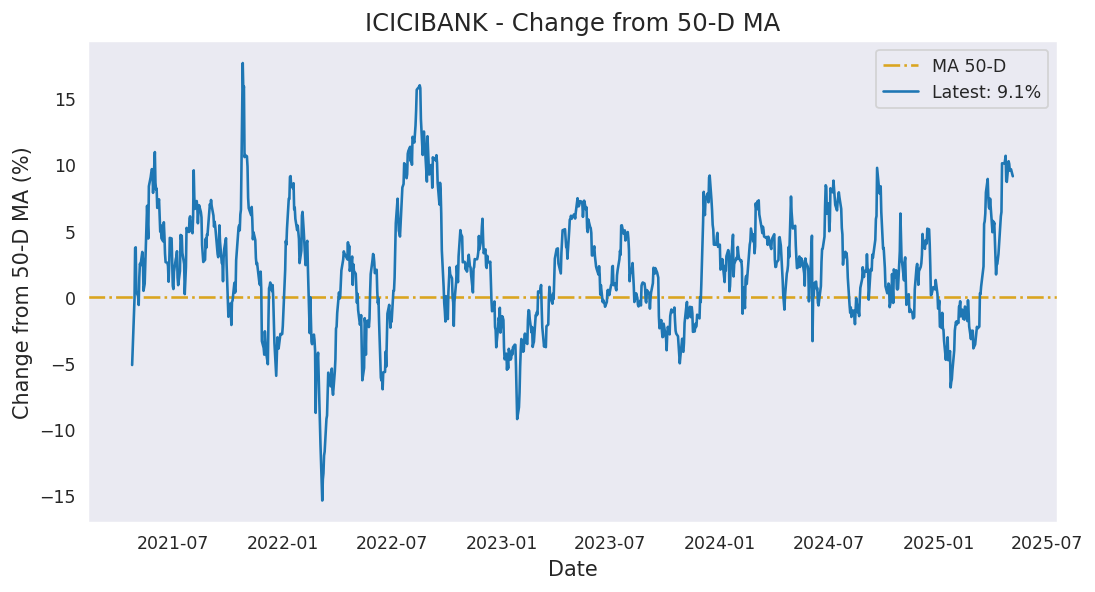 ICICIBANK - Change from 50-D MA
MA 50-D
Latest: 9.1%
Change from 50-D MA (%)
15
10
5
0
−5
−10
−15
2021-07 2022-01 2022-07 2023-01 2023-07 2024-01 2024-07 2025-01 2025-07
Date